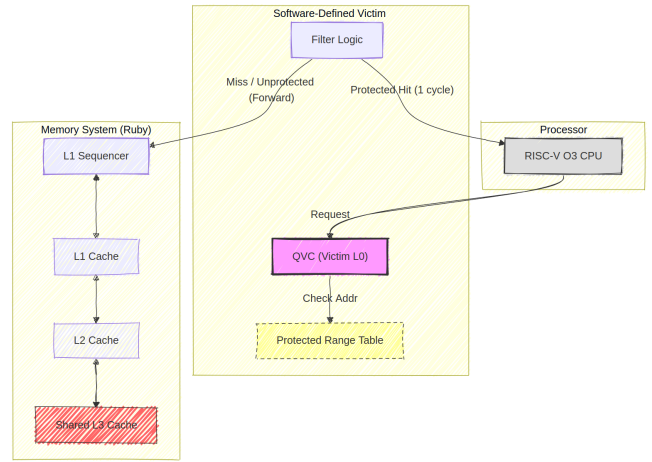 Software-Defined Victim
Filter Logic
Miss / Unprotected
(Forward)
Protected Hit (1 cycle)
Memory System (Ruby)
L1 Sequencer
Processor
RISC-V O3 CPU
Request
L1 Cache
QVC (Victim L0)
Check Addr
L2 Cache
Protected Range Table
Shared L3 Cache